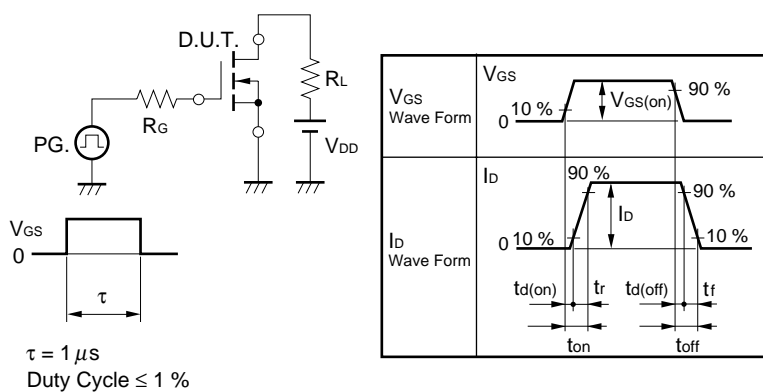 D.U.T.
RL
RG
PG.
VDD
VGS
0
τ
τ = 1 μs
Duty Cycle ≤ 1 %
VGS
Wave Form
VGS
10 %
0
VGS(on)
90 %
ID
Wave Form
ID
90 %
90 %
ID
0 10 %
10 %
td(on) tr td(off) tf
ton toff